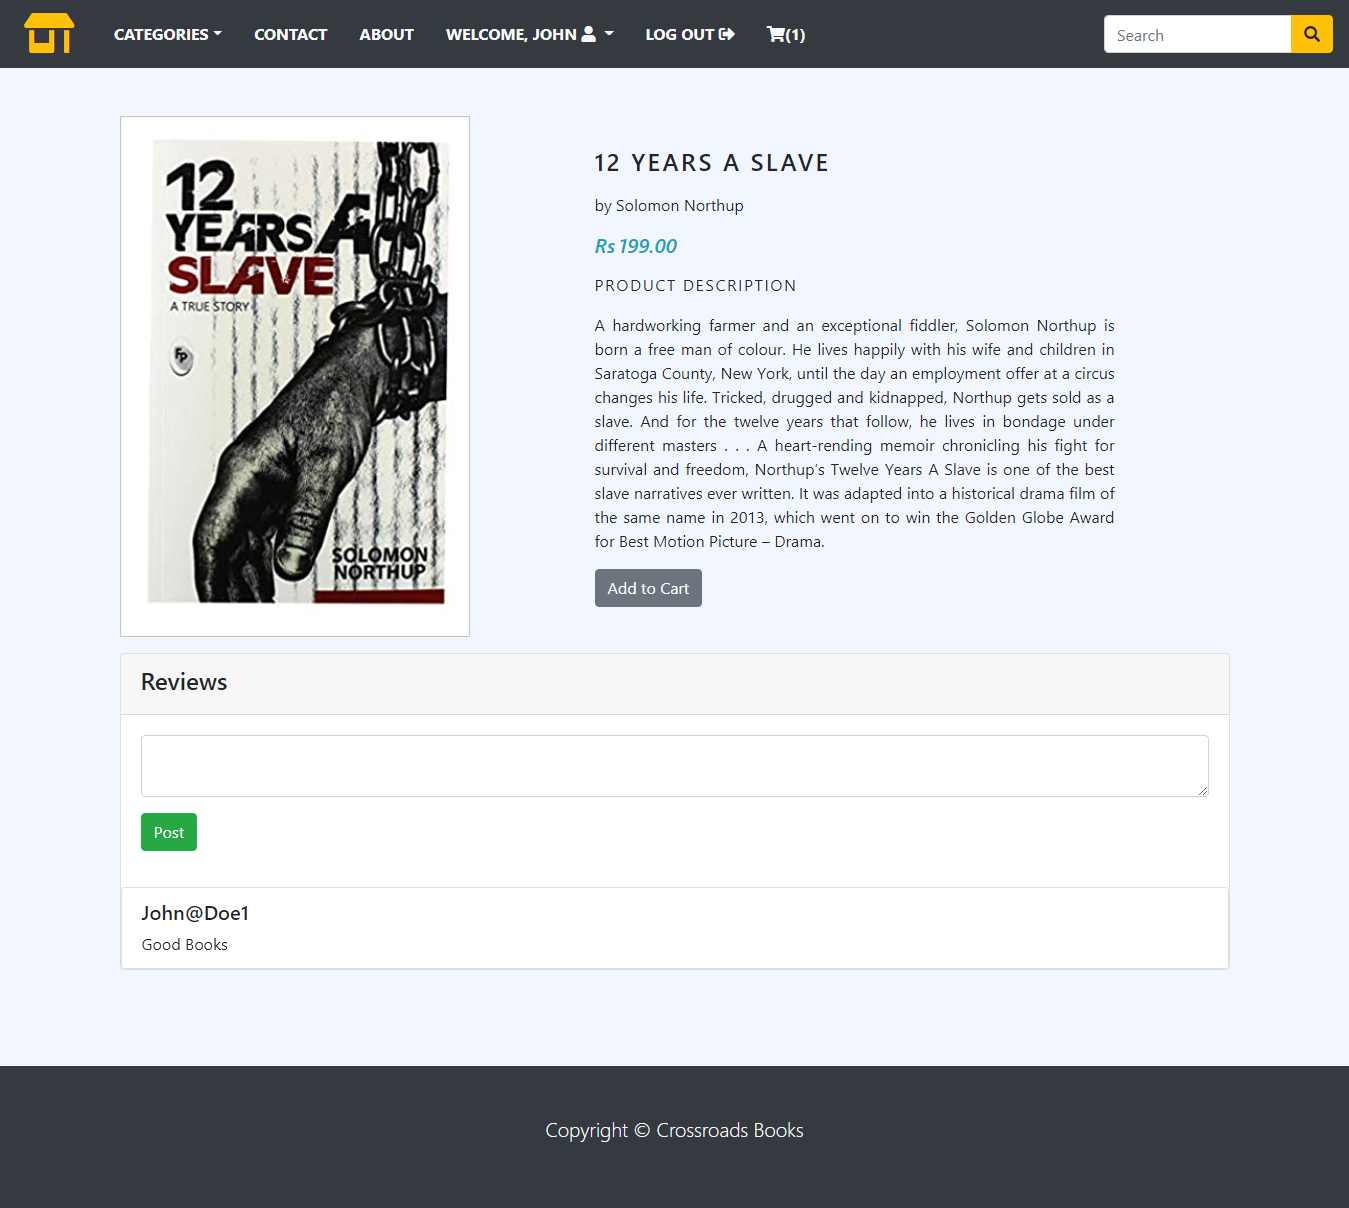 CATEGORIES CONTACT ABOUT WELCOME, JOHN LOG OUT (1) Search
12
YEARS A
SLAVE
A TRUE STORY
FP
SOLOMON
NORTHUP
12 YEARS A SLAVE
by Solomon Northup
Rs 199.00
PRODUCT DESCRIPTION
A hardworking farmer and an exceptional fiddler, Solomon Northup is
born a free man of colour. He lives happily with his wife and children in
Saratoga County, New York, until the day an employment offer at a circus
changes his life. Tricked, drugged and kidnapped, Northup gets sold as a
slave. And for the twelve years that follow, he lives in bondage under
different masters . . . A heart-rending memoir chronicling his fight for
survival and freedom, Northup’s Twelve Years A Slave is one of the best
slave narratives ever written. It was adapted into a historical drama film of
the same name in 2013, which went on to win the Golden Globe Award
for Best Motion Picture – Drama.
Add to Cart
Reviews
Post
John@Doe1
Good Books
Copyright © Crossroads Books